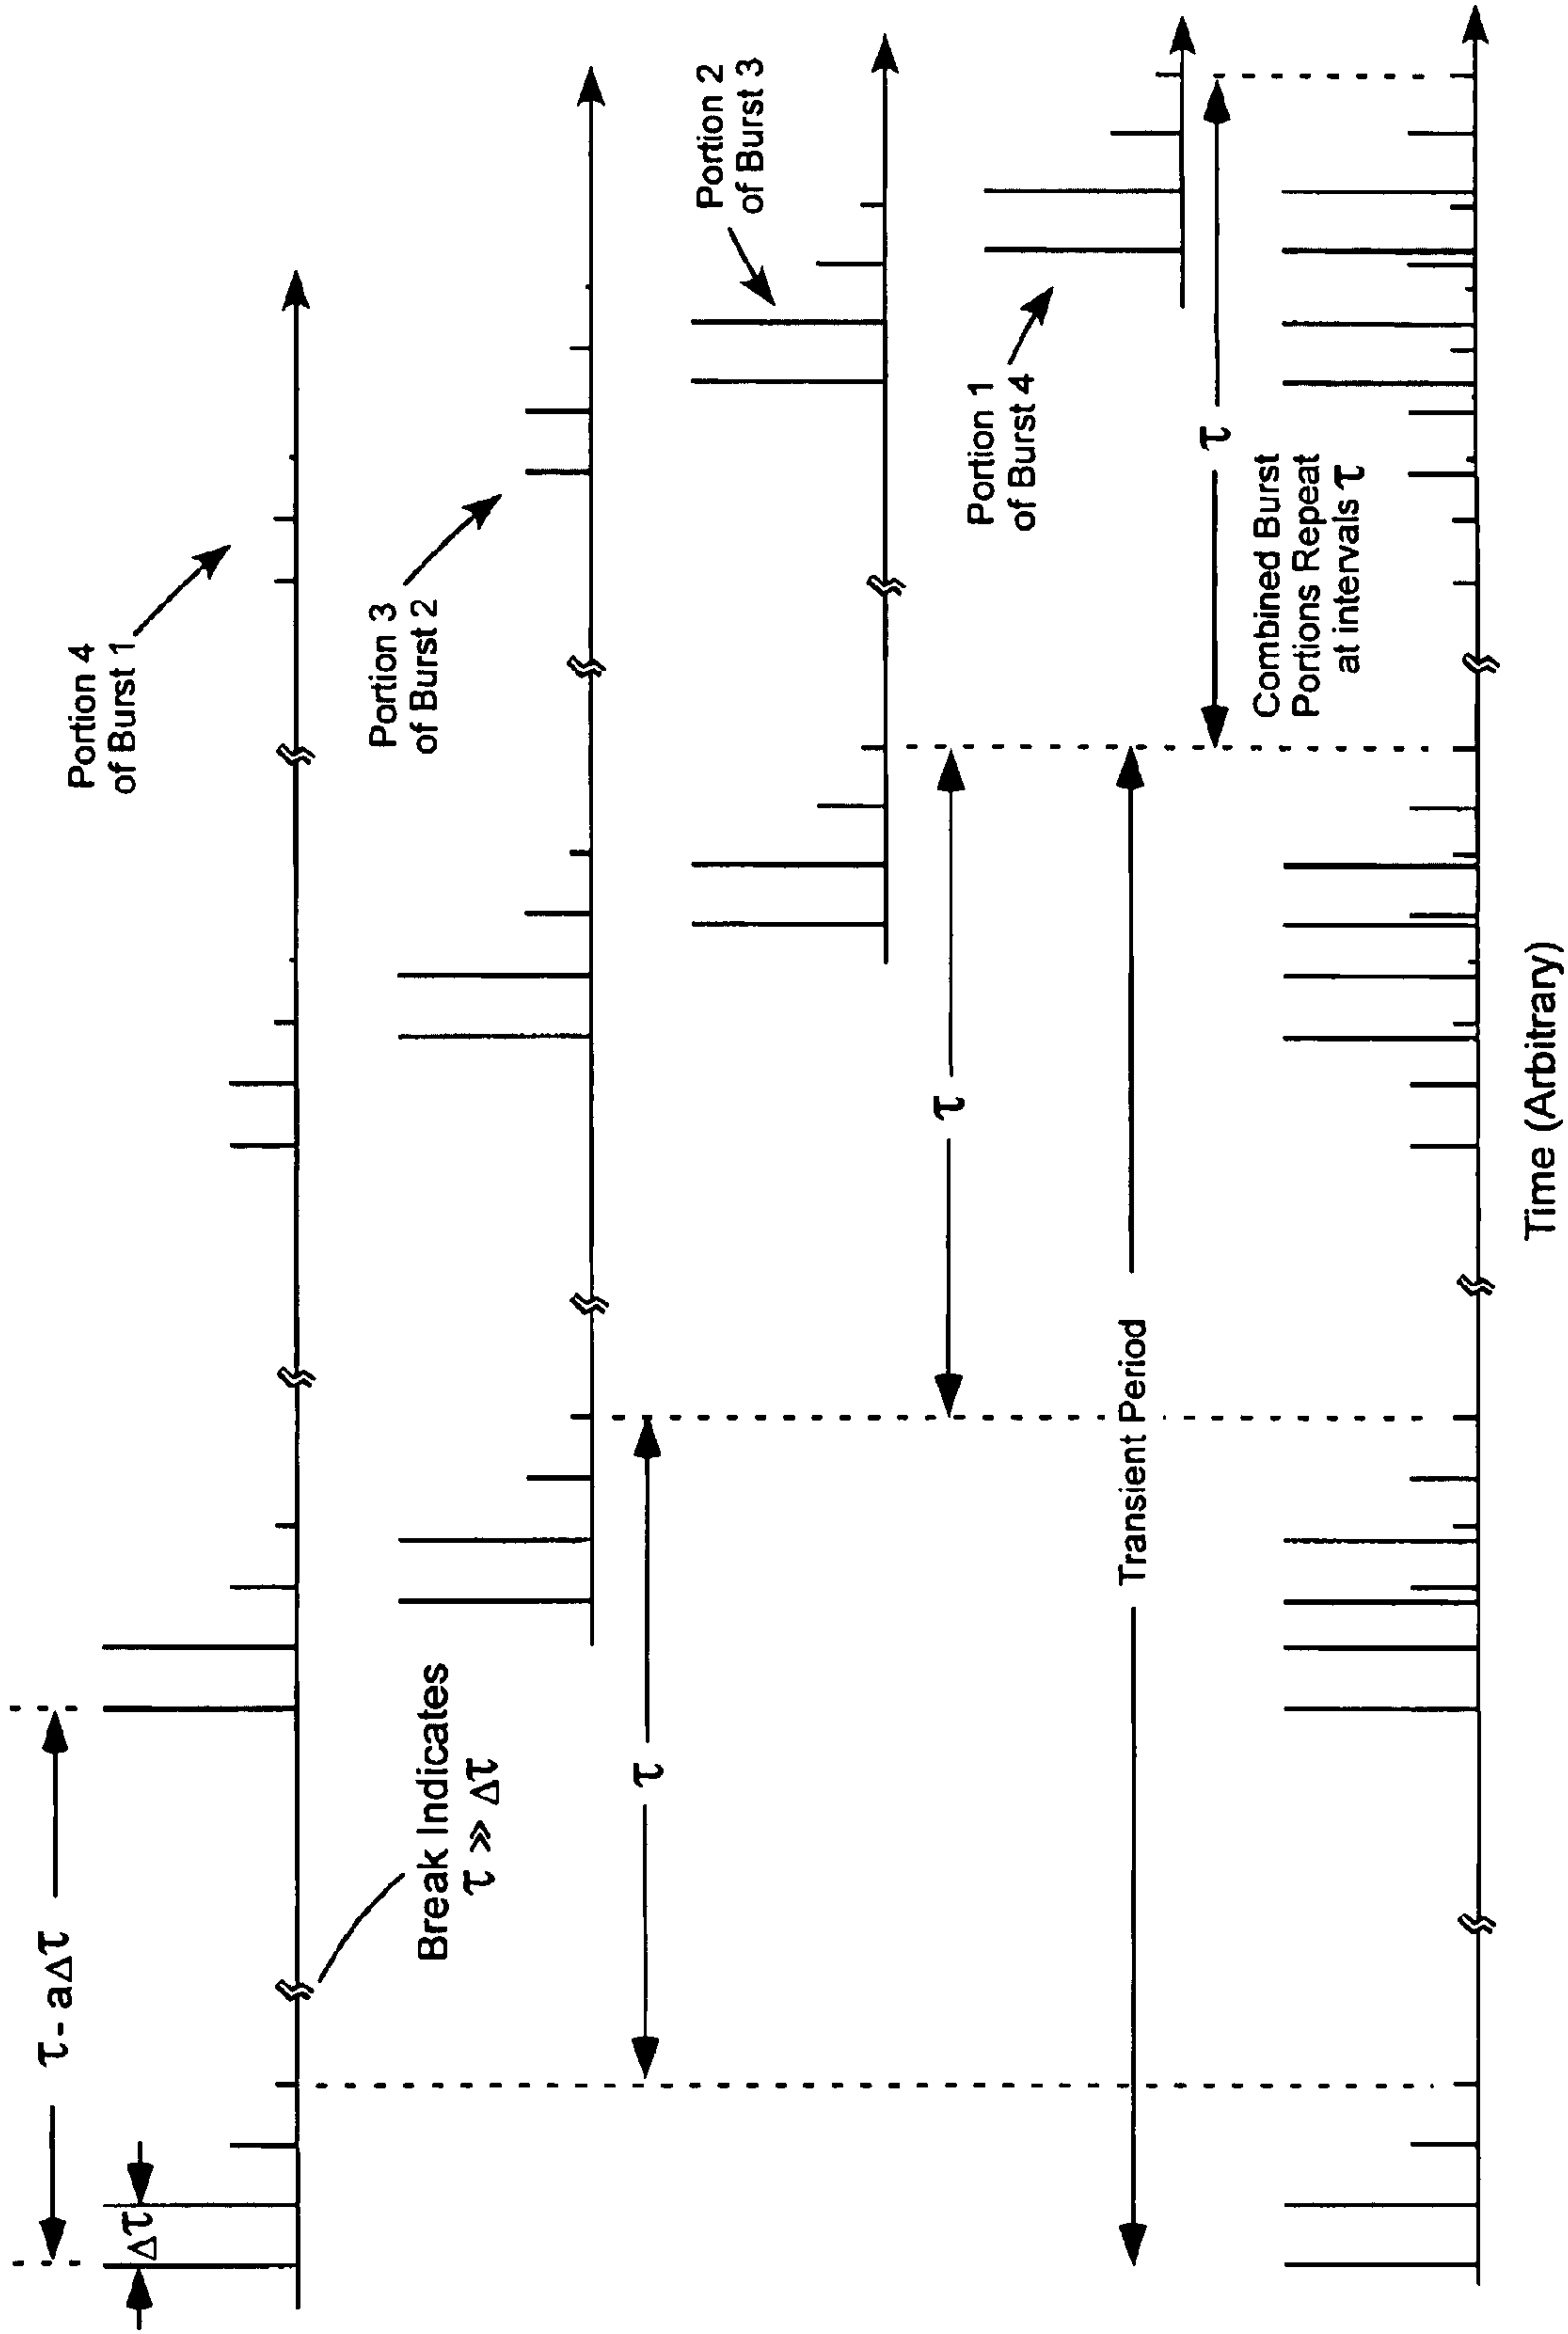 τ- aΔτ
Δτ
Break Indicates
τ >> Δτ
Portion 4
of Burst 1
τ
Portion 3
of Burst 2
τ
Portion 2
of Burst 3
Transient Period
Portion 1
of Burst 4
τ
Combined Burst
Portions Repeat
at intervals τ
Time (Arbitrary)